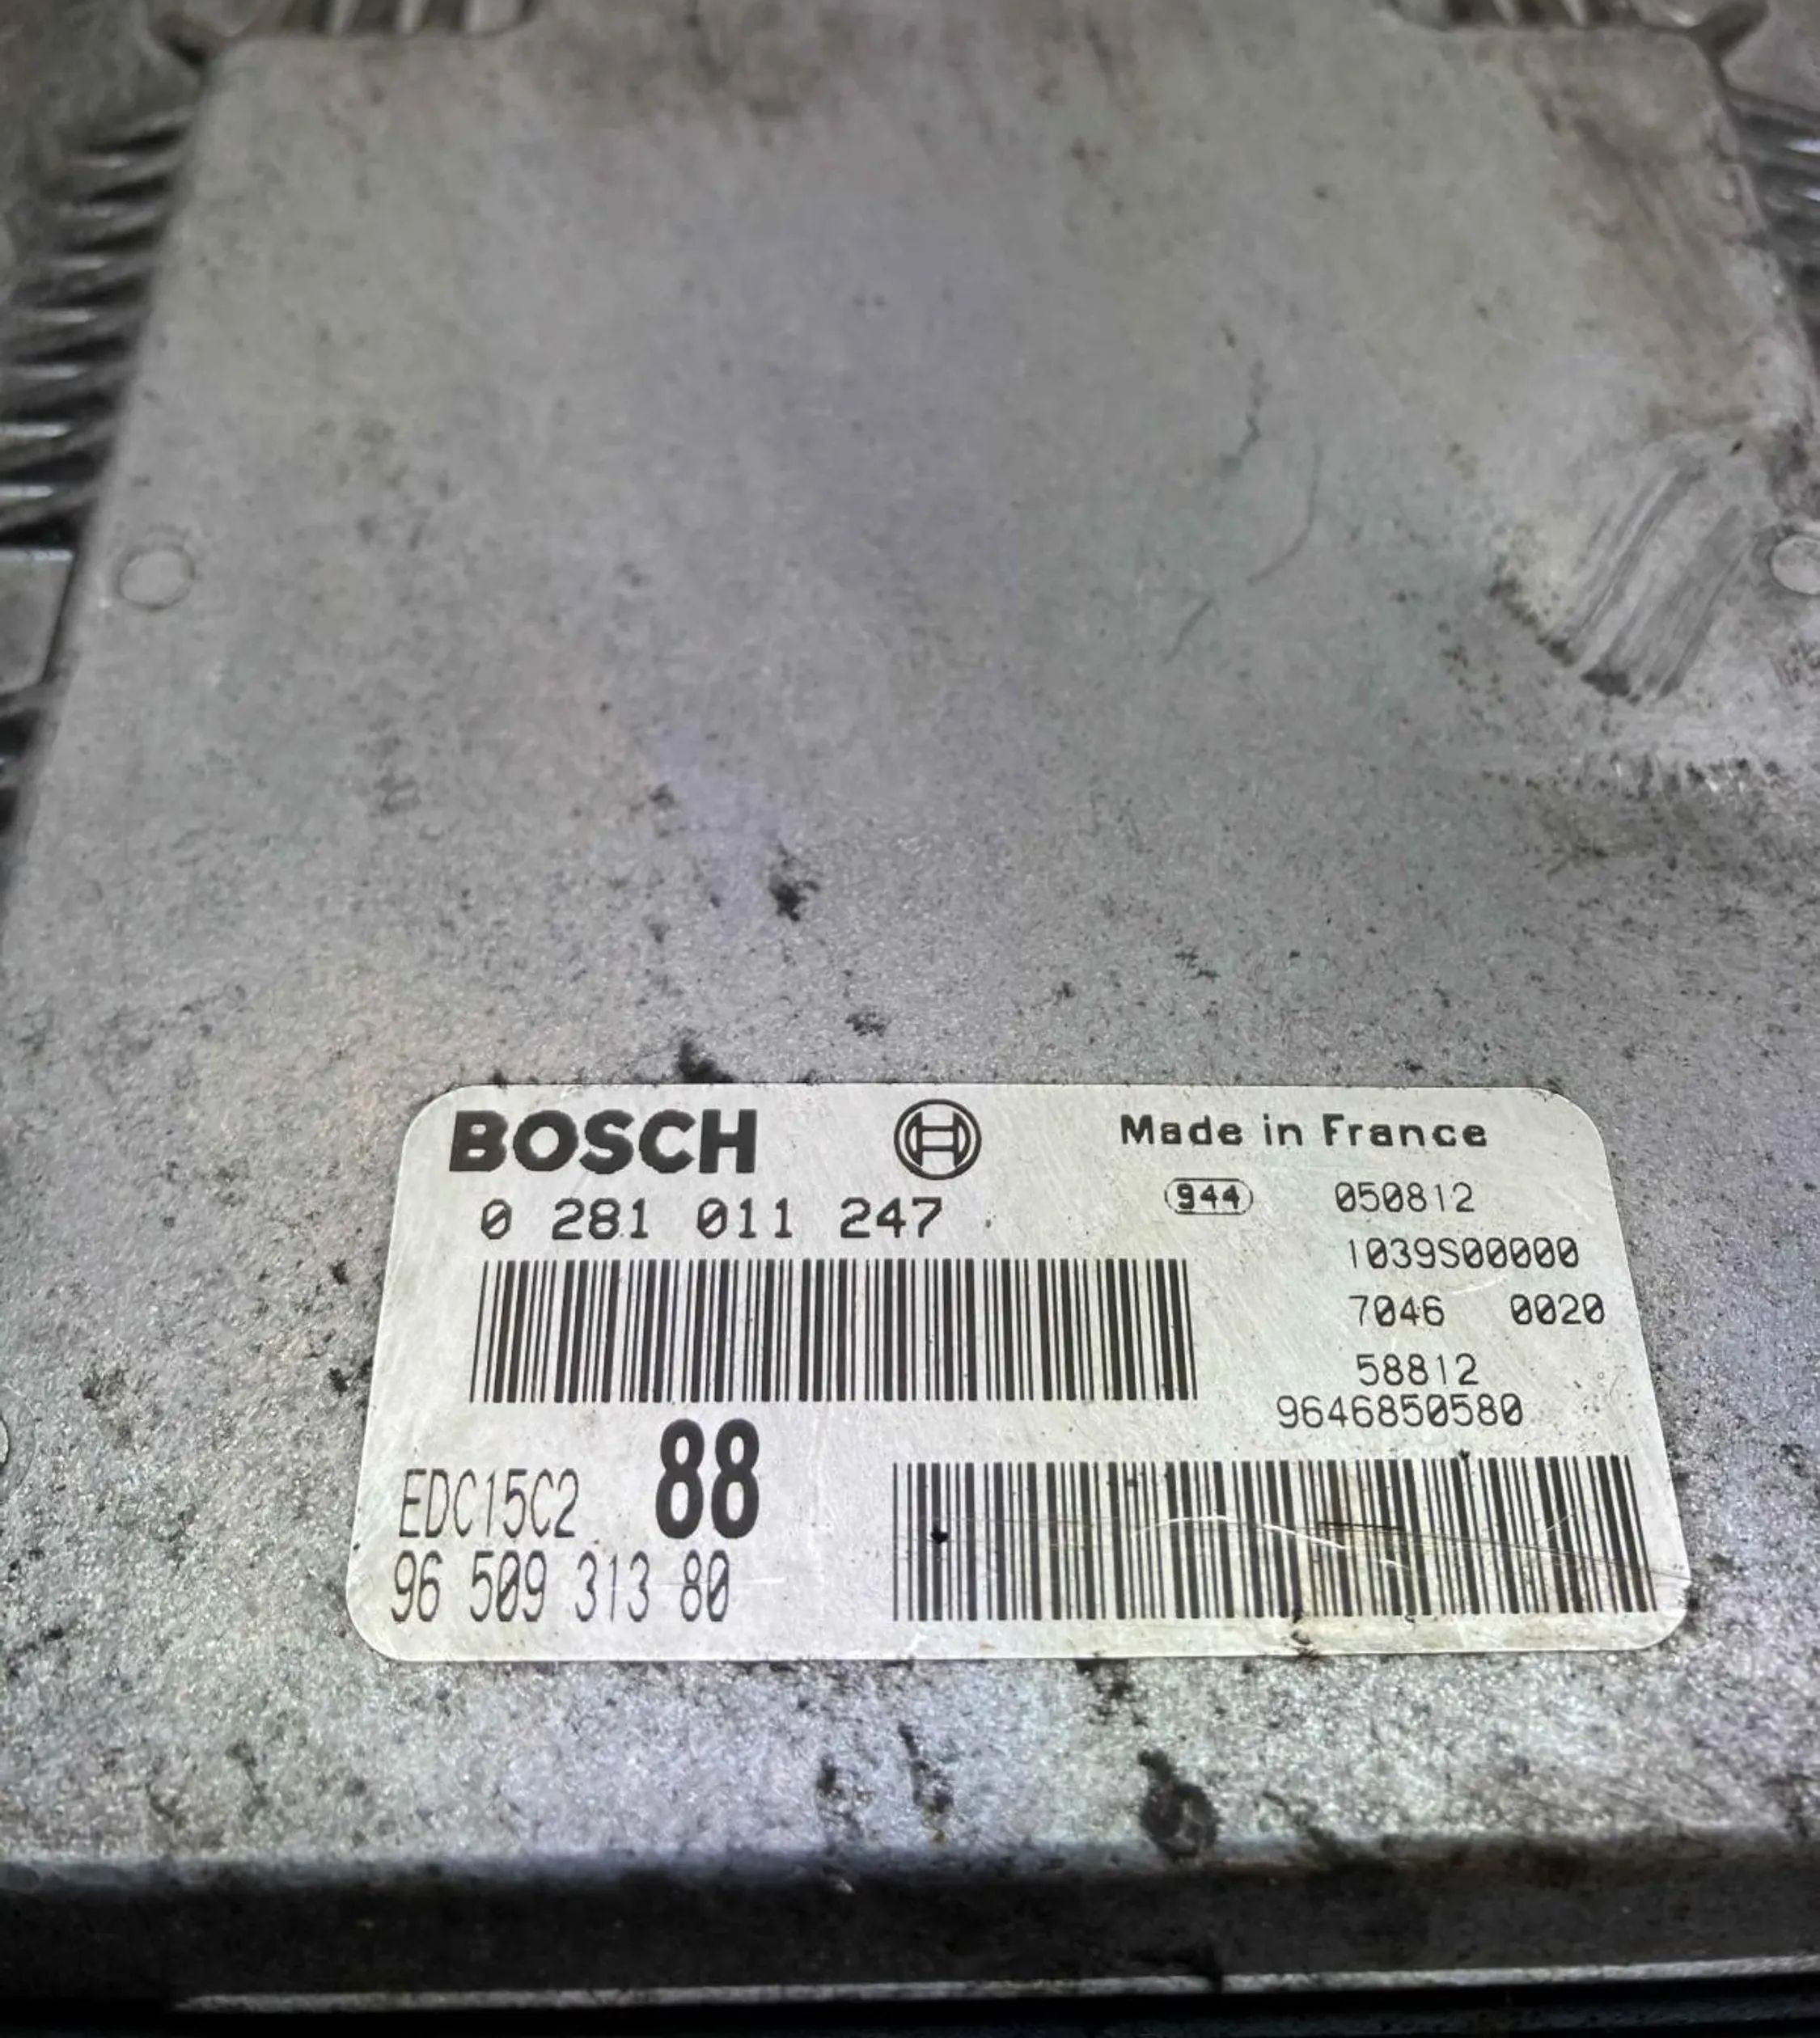 BOSCH
Made in France
0 281 011 247
944 050812
1039S00000
7046 0020
58812
9646850580
EDC15C2 88
96 509 313 80